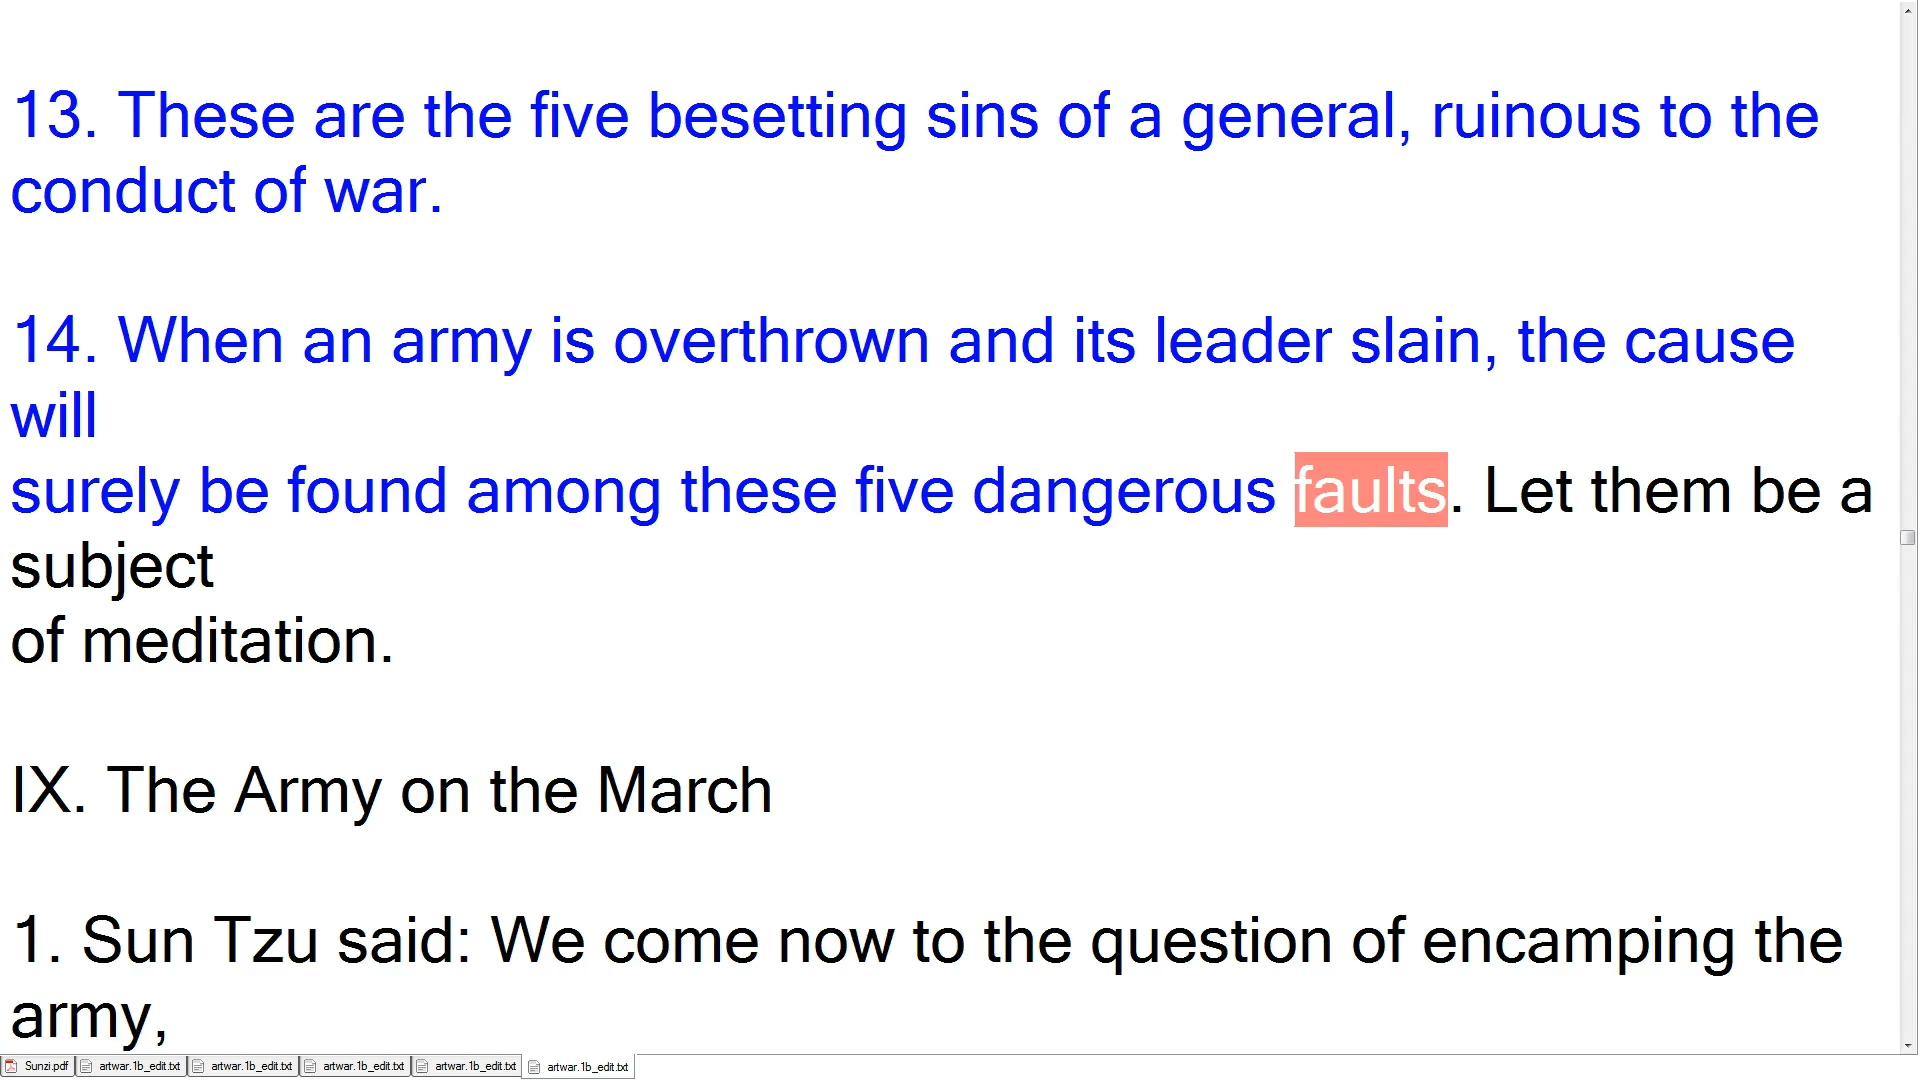 13. These are the five besetting sins of a general, ruinous to the
conduct of war.
14. When an army is overthrown and its leader slain, the cause
will
surely be found among these five dangerous faults. Let them be a
subject
of meditation.
IX. The Army on the March
1. Sun Tzu said: We come now to the question of encamping the
army,
Sunzi.pdf artwar.1b_edit.txt artwar.1b_edit.txt artwar.1b_edit.txt artwar.1b_edit.txt artwar.1b_edit.txt